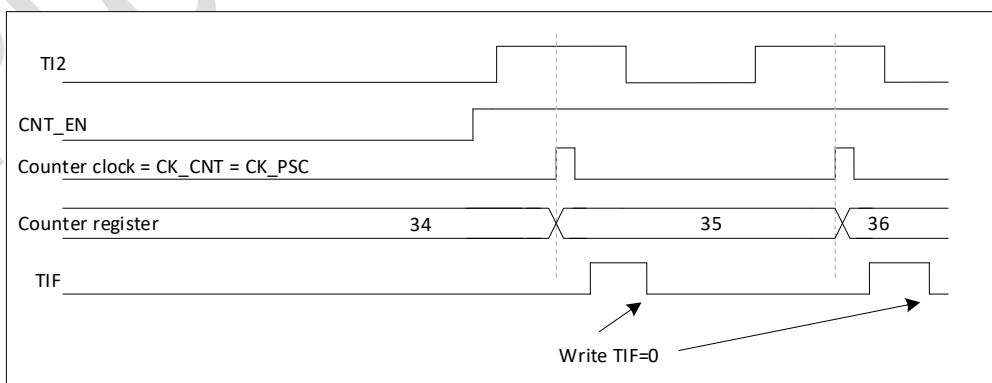 TI2
CNT_EN
Counter clock = CK_CNT = CK_PSC
Counter register 34 35 36
TIF
Write TIF=0